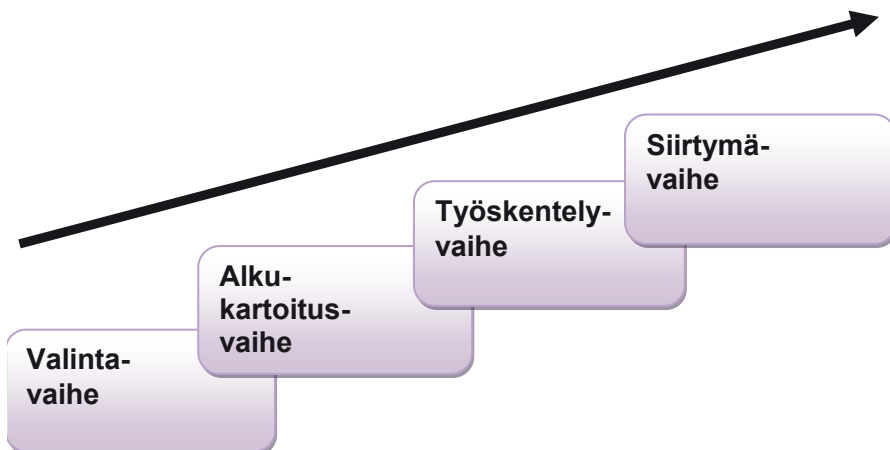 Siirtymä-
vaihe
Työskentely-
vaihe
Alku-
kartoitus-
vaihe
Valinta-
vaihe